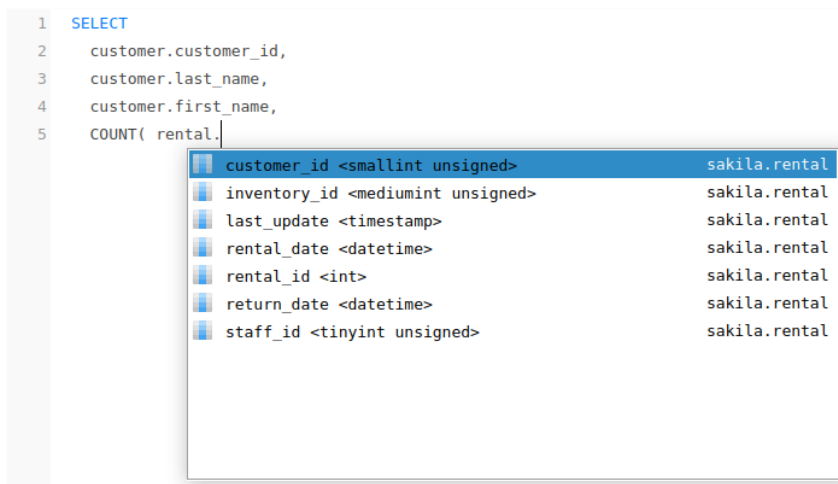 1 SELECT
2 customer.customer_id,
3 customer.last_name,
4 customer.first_name,
5 COUNT( rental.
customer_id <smallint unsigned> sakila.rental
inventory_id <mediumint unsigned> sakila.rental
last_update <timestamp> sakila.rental
rental_date <datetime> sakila.rental
rental_id <int> sakila.rental
return_date <datetime> sakila.rental
staff_id <tinyint unsigned> sakila.rental